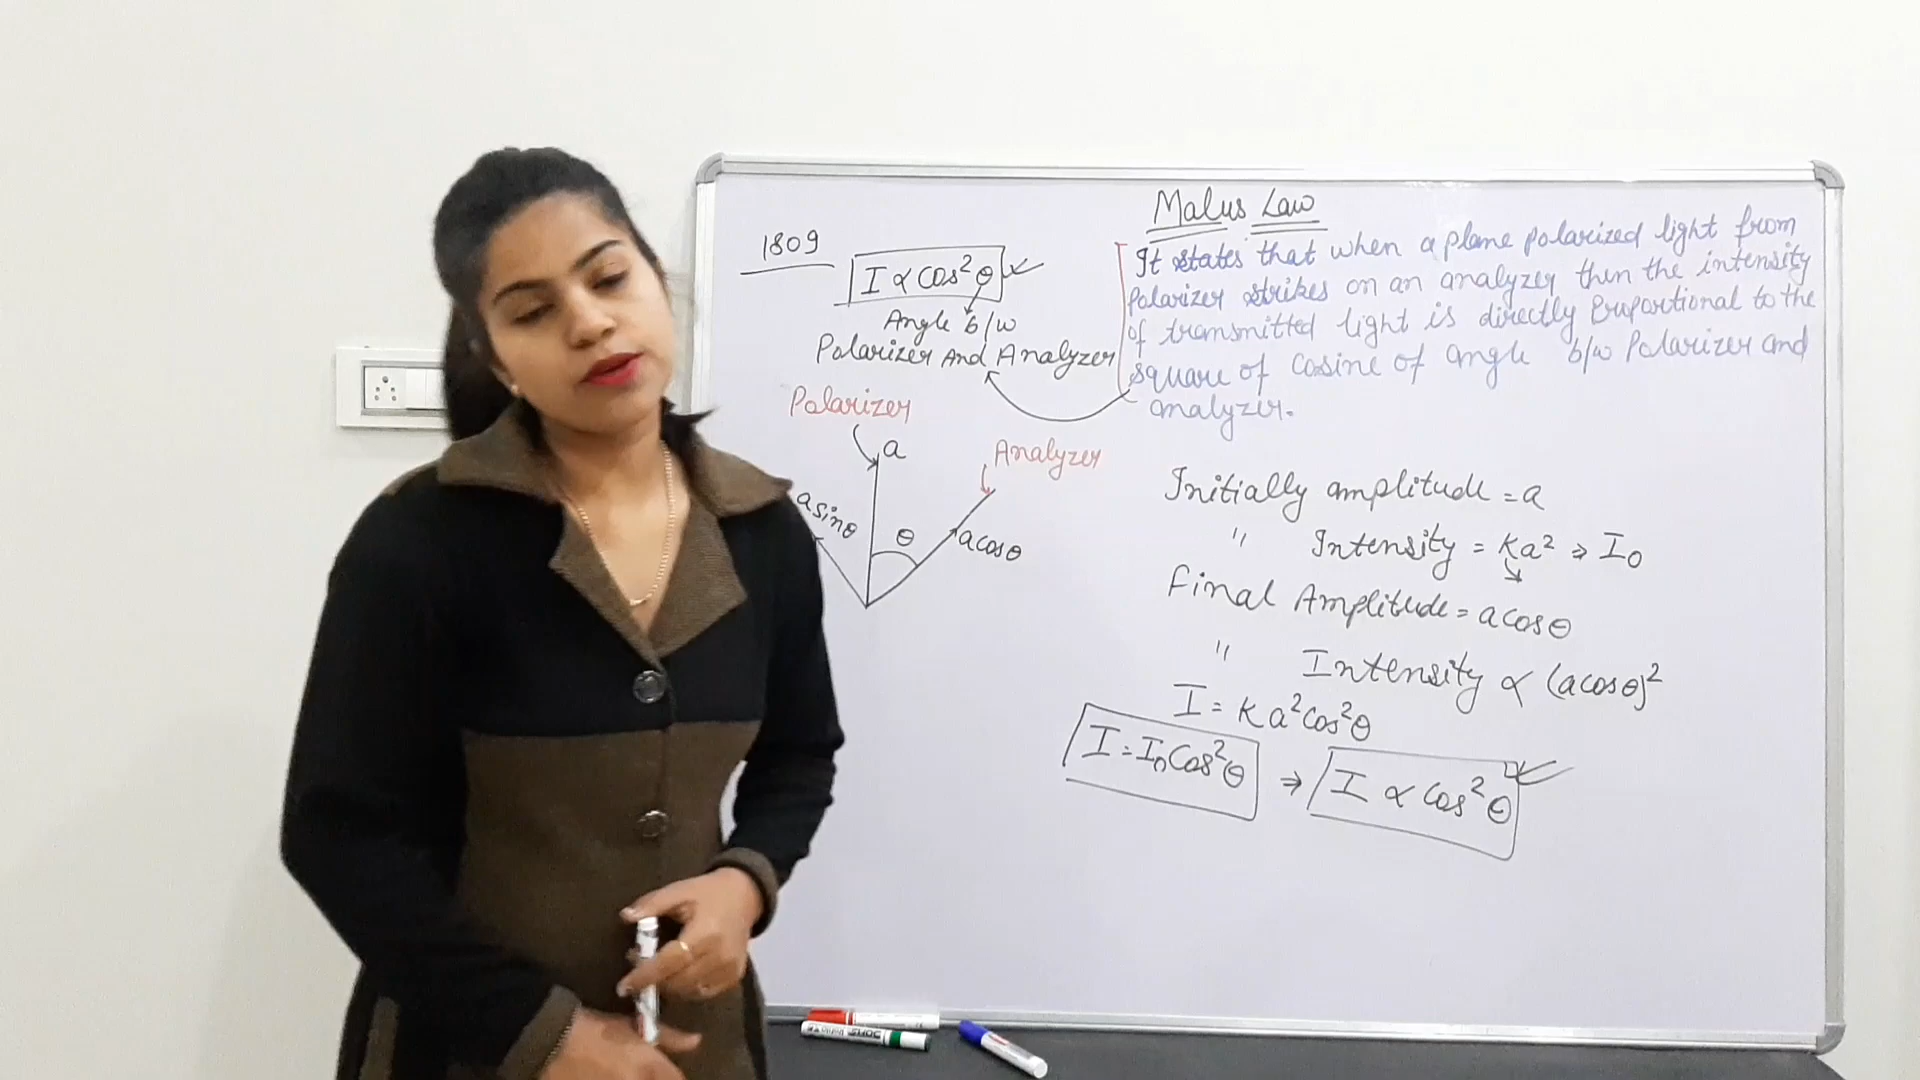 Malus Law
1809
I ∝ Cos²θ
Angle b/w
Polarizer And Analyzer
It states that when a plane polarized light from
polarizer strikes on an analyzer then the intensity
of transmitted light is directly proportional to the
square of cosine of angle b/w Polarizer and
analyzer.
Polarizer
a
Analyzer
asinθ
θ
acosθ
Initially amplitude = a
" Intensity = Ka² ⇒ I₀
Final Amplitude = acosθ
" Intensity ∝ (acosθ)²
I = Ka²cos²θ
I = I₀Cos²θ ⇒ I ∝ Cos²θ